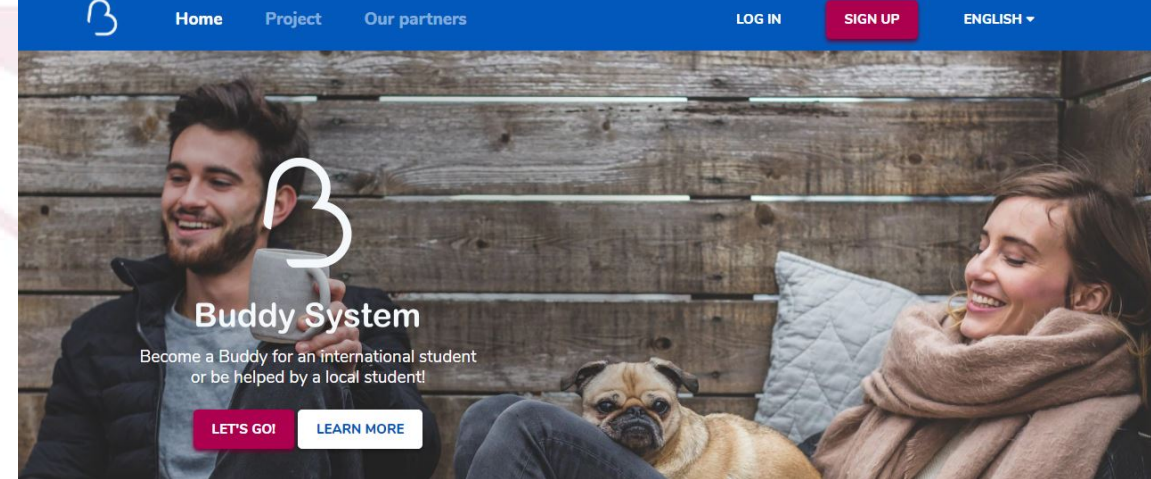 Home Project Our partners LOG IN SIGN UP ENGLISH
Buddy System
Become a Buddy for an international student
or be helped by a local student!
LET'S GO! LEARN MORE